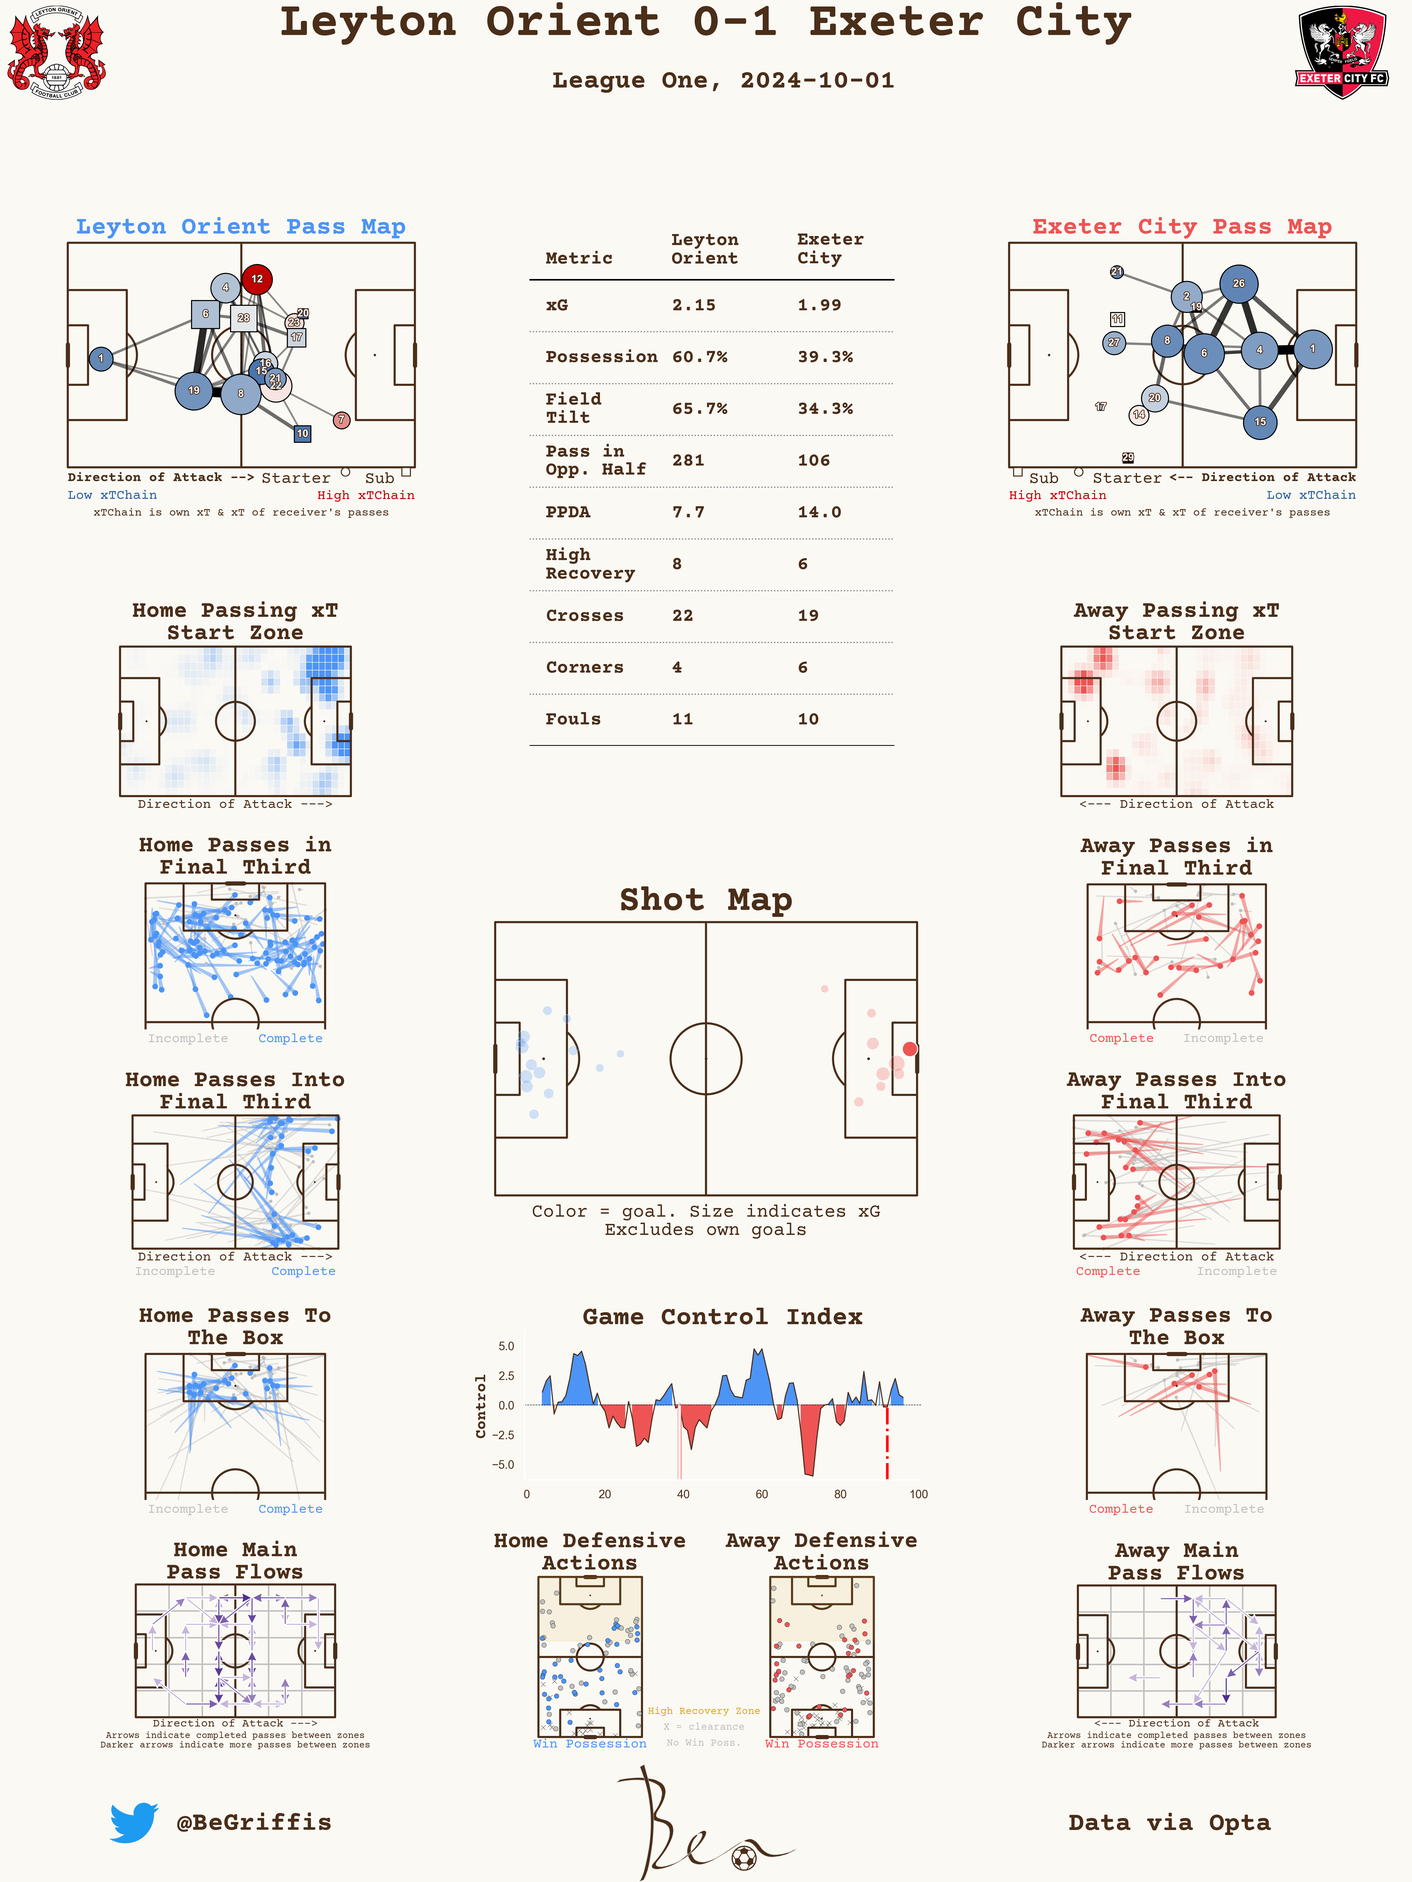 Leyton Orient 0-1 Exeter City
League One, 2024-10-01
LEYTON ORIENT
1881
FOOTBALL CLUB
EXETER CITY FC
Leyton Orient Pass Map
1
4
12
6
28
20
23
17
16
15
21
22
19
8
7
10
Direction of Attack --> Starter Sub
Low xTChain High xTChain
xTChain is own xT & xT of receiver's passes
Metric Leyton Orient Exeter City
xG 2.15 1.99
Possession 60.7% 39.3%
Field Tilt 65.7% 34.3%
Pass in Opp. Half 281 106
PPDA 7.7 14.0
High Recovery 8 6
Crosses 22 19
Corners 4 6
Fouls 11 10
Exeter City Pass Map
21
2
19
26
11
27
8
6
4
1
17
14
20
15
29
Sub Starter <-- Direction of Attack
High xTChain Low xTChain
xTChain is own xT & xT of receiver's passes
Home Passing xT
Start Zone
Direction of Attack --->
Away Passing xT
Start Zone
<--- Direction of Attack
Home Passes in
Final Third
Incomplete Complete
Away Passes in
Final Third
Complete Incomplete
Shot Map
Color = goal. Size indicates xG
Excludes own goals
Home Passes Into
Final Third
Direction of Attack --->
Incomplete Complete
Away Passes Into
Final Third
<--- Direction of Attack
Complete Incomplete
Home Passes To
The Box
Incomplete Complete
Game Control Index
Control
5.0
2.5
0.0
−2.5
−5.0
0 20 40 60 80 100
Away Passes To
The Box
Complete Incomplete
Home Main
Pass Flows
Direction of Attack --->
Arrows indicate completed passes between zones
Darker arrows indicate more passes between zones
Home Defensive
Actions
Win Possession
Away Defensive
Actions
Win Possession
High Recovery Zone
X = clearance
No Win Poss.
Away Main
Pass Flows
<--- Direction of Attack
Arrows indicate completed passes between zones
Darker arrows indicate more passes between zones
@BeGriffis
Ben
Data via Opta